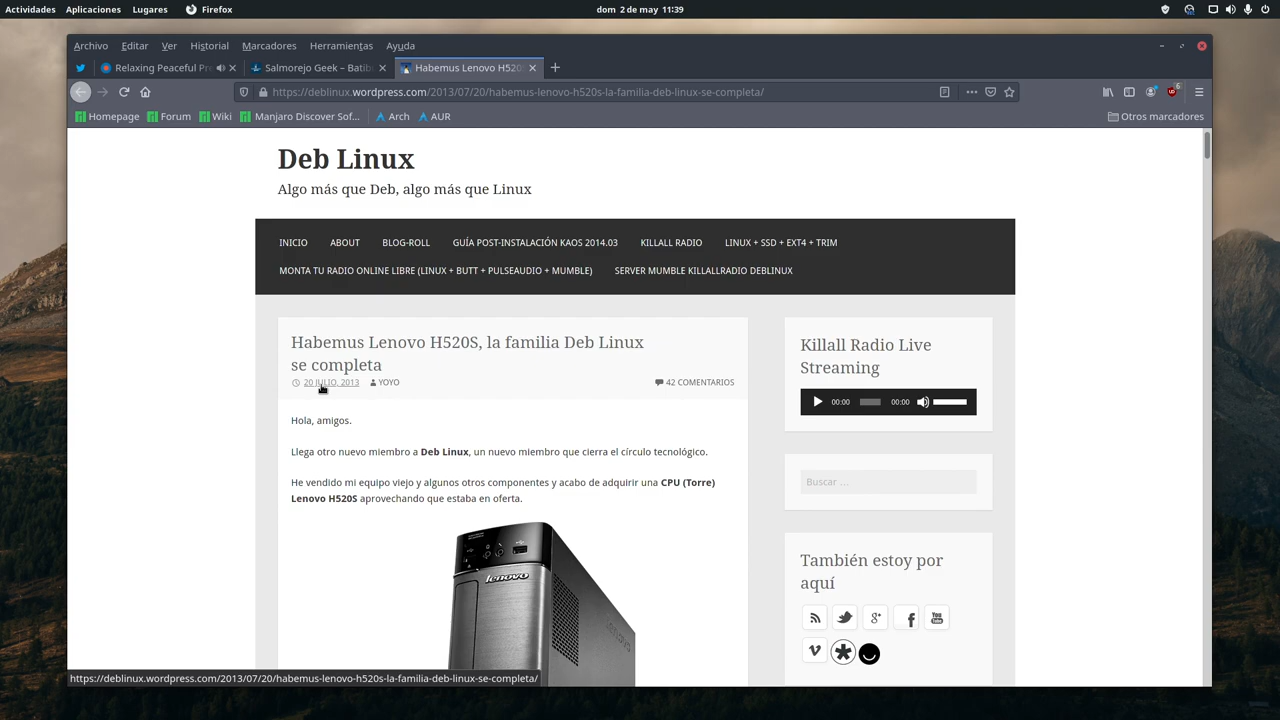 Actividades Aplicaciones Lugares Firefox dom 2 de may 11:39
Archivo Editar Ver Historial Marcadores Herramientas Ayuda
Relaxing Peaceful Pr Salmorejo Geek – Batib Habemus Lenovo H520S
https://deblinux.wordpress.com/2013/07/20/habemus-lenovo-h520s-la-familia-deb-linux-se-completa/
6
Homepage Forum Wiki Manjaro Discover Sof... Arch AUR Otros marcadores
Deb Linux
Algo más que Deb, algo más que Linux
INICIO ABOUT BLOG-ROLL GUÍA POST-INSTALACIÓN KAOS 2014.03 KILLALL RADIO LINUX + SSD + EXT4 + TRIM
MONTA TU RADIO ONLINE LIBRE (LINUX + BUTT + PULSEAUDIO + MUMBLE) SERVER MUMBLE KILLALLRADIO DEBLINUX
Habemus Lenovo H520S, la familia Deb Linux
se completa
20 JULIO, 2013 YOYO 42 COMENTARIOS
Hola, amigos.
Llega otro nuevo miembro a Deb Linux, un nuevo miembro que cierra el círculo tecnológico.
He vendido mi equipo viejo y algunos otros componentes y acabo de adquirir una CPU (Torre)
Lenovo H520S aprovechando que estaba en oferta.
lenovo
Killall Radio Live
Streaming
00:00 00:00
Buscar ...
También estoy por
aquí
g+ f You Tube
https://deblinux.wordpress.com/2013/07/20/habemus-lenovo-h520s-la-familia-deb-linux-se-completa/